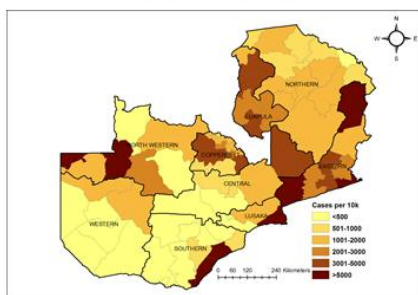 N
W E
S
NORTHERN
LUAPULA
NORTH WESTERN
COPPERBELT
EASTERN
CENTRAL
LUSAKA
WESTERN
SOUTHERN
Cases per 10k
<500
501-1000
1001-2000
2001-3000
3001-5000
>5000
0 60 120 240 Kilometers